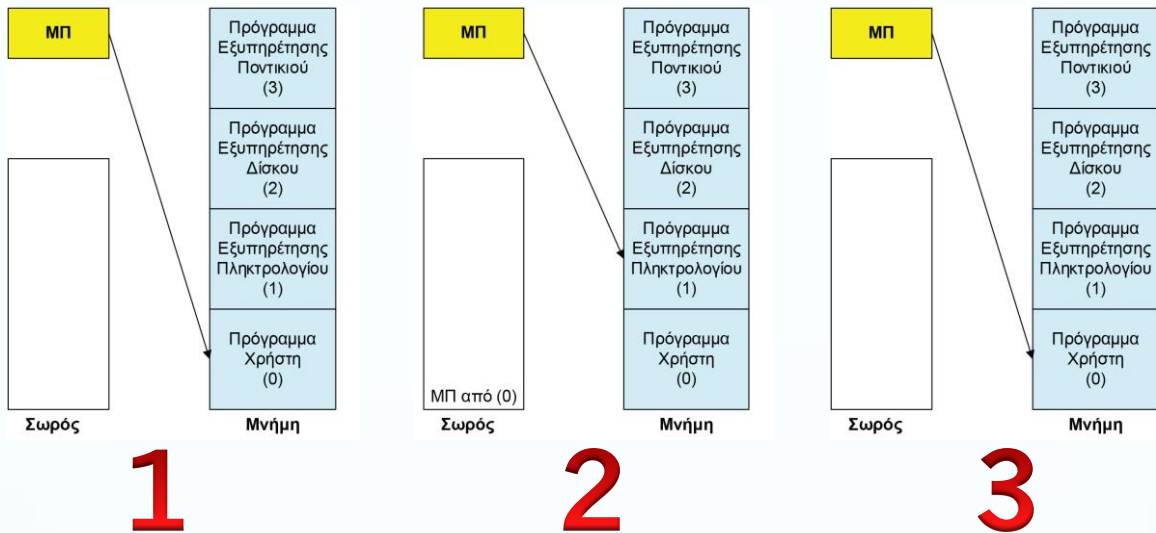 ΜΠ
Πρόγραμμα
Εξυπηρέτησης
Ποντικιού
(3)
Πρόγραμμα
Εξυπηρέτησης
Δίσκου
(2)
Πρόγραμμα
Εξυπηρέτησης
Πληκτρολογίου
(1)
Πρόγραμμα
Χρήστη
(0)
Σωρός
Μνήμη
1
ΜΠ
Πρόγραμμα
Εξυπηρέτησης
Ποντικιού
(3)
Πρόγραμμα
Εξυπηρέτησης
Δίσκου
(2)
Πρόγραμμα
Εξυπηρέτησης
Πληκτρολογίου
(1)
Πρόγραμμα
Χρήστη
(0)
ΜΠ από (0)
Σωρός
Μνήμη
2
ΜΠ
Πρόγραμμα
Εξυπηρέτησης
Ποντικιού
(3)
Πρόγραμμα
Εξυπηρέτησης
Δίσκου
(2)
Πρόγραμμα
Εξυπηρέτησης
Πληκτρολογίου
(1)
Πρόγραμμα
Χρήστη
(0)
Σωρός
Μνήμη
3